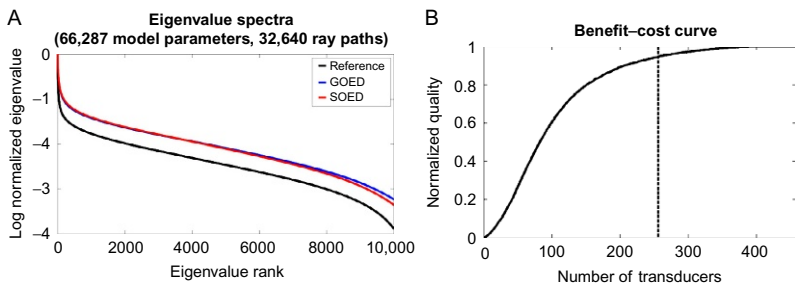 A
Eigenvalue spectra
(66,287 model parameters, 32,640 ray paths)
Log normalized eigenvalue
0
−1
−4
−3
−4
Reference
GOED
SOED
0
2000
4000
6000
8000
10,000
Eigenvalue rank
B
Benefit–cost curve
Normalized quality
1
0.8
0.6
0.4
0.2
0
0
100
200
300
400
Number of transducers